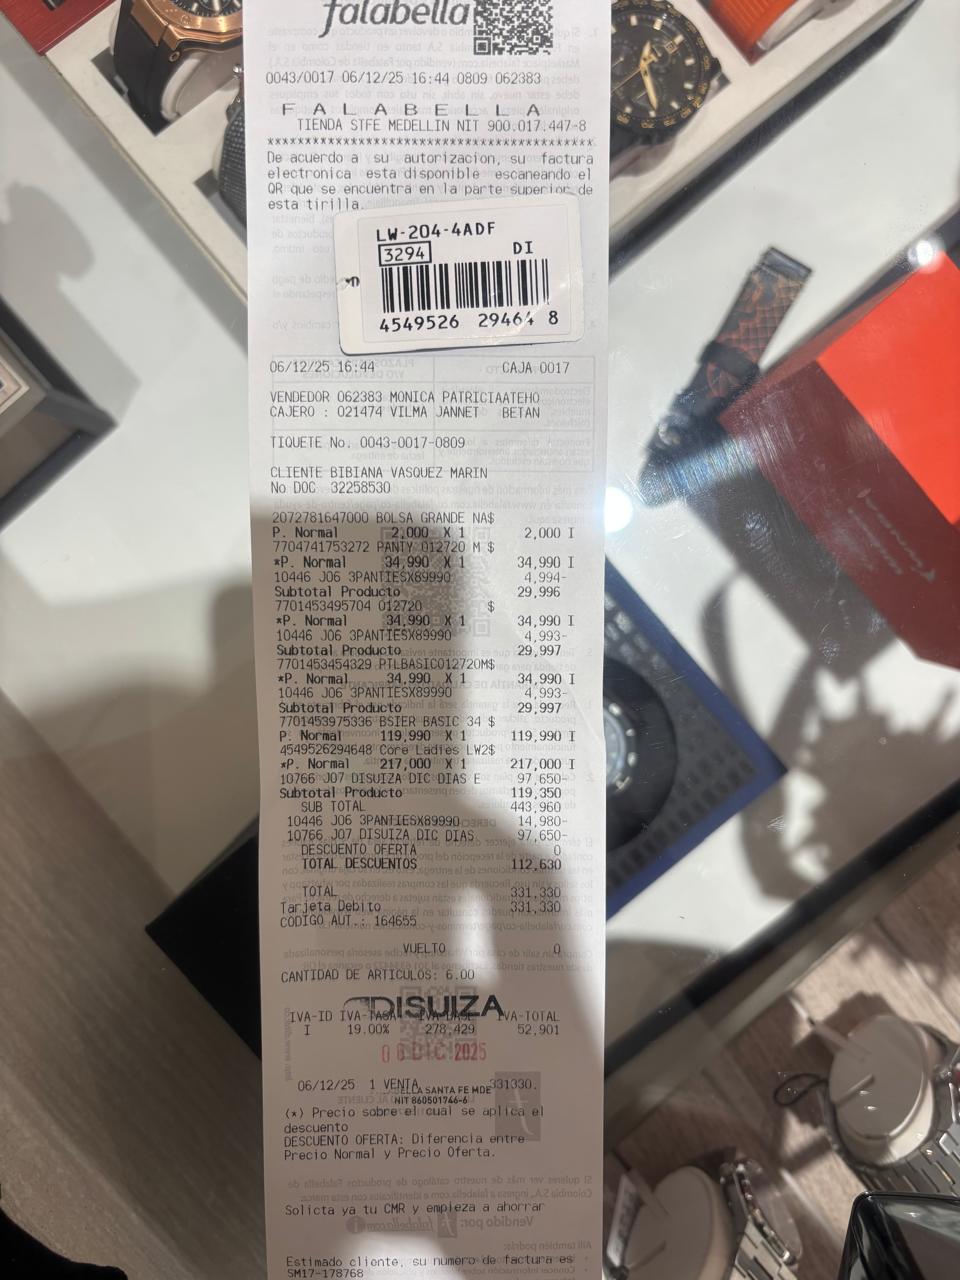 falabella
0043/0017 06/12/25 16:44 0809 062383
F A L A B E L L A
TIENDA STFE MEDELLIN NIT 900.017.447-8
******************************************
De acuerdo a su autorizacion, su factura
electronica esta disponible escaneando el
QR que se encuentra en la parte superior de
esta tirilla.
LW-204-4ADF
3294 DI
4549526 29464 8
06/12/25 16:44 CAJA 0017
VENDEDOR 062383 MONICA PATRICIAATEHO
CAJERO : 021474 VILMA JANNET BETAN
TIQUETE No. 0043-0017-0809
CLIENTE BIBIANA VASQUEZ MARIN
No DOC 32258530
2072781647000 BOLSA GRANDE NA$
P. Normal 2,000 X 1 2,000 I
7704741753272 PANTY 012720 M $
*P. Normal 34,990 X 1 34,990 I
10446 J06 3PANTIESX89990 4,994-
Subtotal Producto 29,996
7701453495704 012720 $
*P. Normal 34,990 X 1 34,990 I
10446 J06 3PANTIESX89990 4,993-
Subtotal Producto 29,997
7701453454329 PTLBASIC012720M$
*P. Normal 34,990 X 1 34,990 I
10446 J06 3PANTIESX89990 4,993-
Subtotal Producto 29,997
7701453975336 BSIER BASIC 34 $
P. Normal 119,990 X 1 119,990 I
4549526294648 Core Ladies LW2$
*P. Normal 217,000 X 1 217,000 I
10766 J07 DISUIZA DIC DIAS E 97,650-
Subtotal Producto 119,350
SUB TOTAL 443,960
10446 J06 3PANTIESX89990 14,980-
10766 J07 DISUIZA DIC DIAS 97,650-
DESCUENTO OFERTA 0
TOTAL DESCUENTOS 112,630
TOTAL 331,330
Tarjeta Debito 331,330
CODIGO AUT.: 164655
VUELTO 0
CANTIDAD DE ARTICULOS: 6.00
DISUIZA
IVA-ID IVA-TASA IVA-BASE IVA-TOTAL
I 19.00% 278,429 52,901
06 DIC 2025
06/12/25 1 VENTA 331330.
SANTA FE MDE
NIT 860501746-6
(*) Precio sobre el cual se aplica el
descuento
DESCUENTO OFERTA: Diferencia entre
Precio Normal y Precio Oferta.
Solicta ya tu CMR y empieza a ahorrar
Estimado cliente, su numero de factura es
SM17-178768